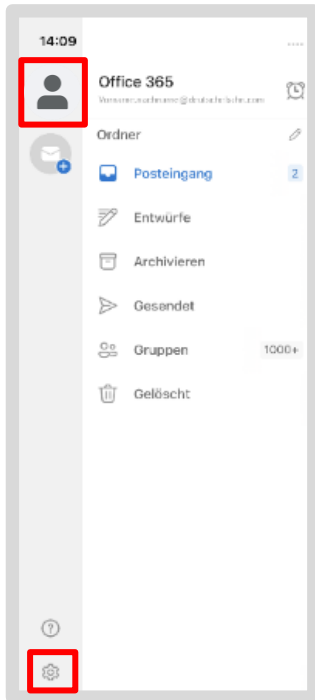 14:09
Office 365
Ordner
Posteingang 2
Entwürfe
Archivieren
Gesendet
Gruppen 1000+
Gelöscht
?